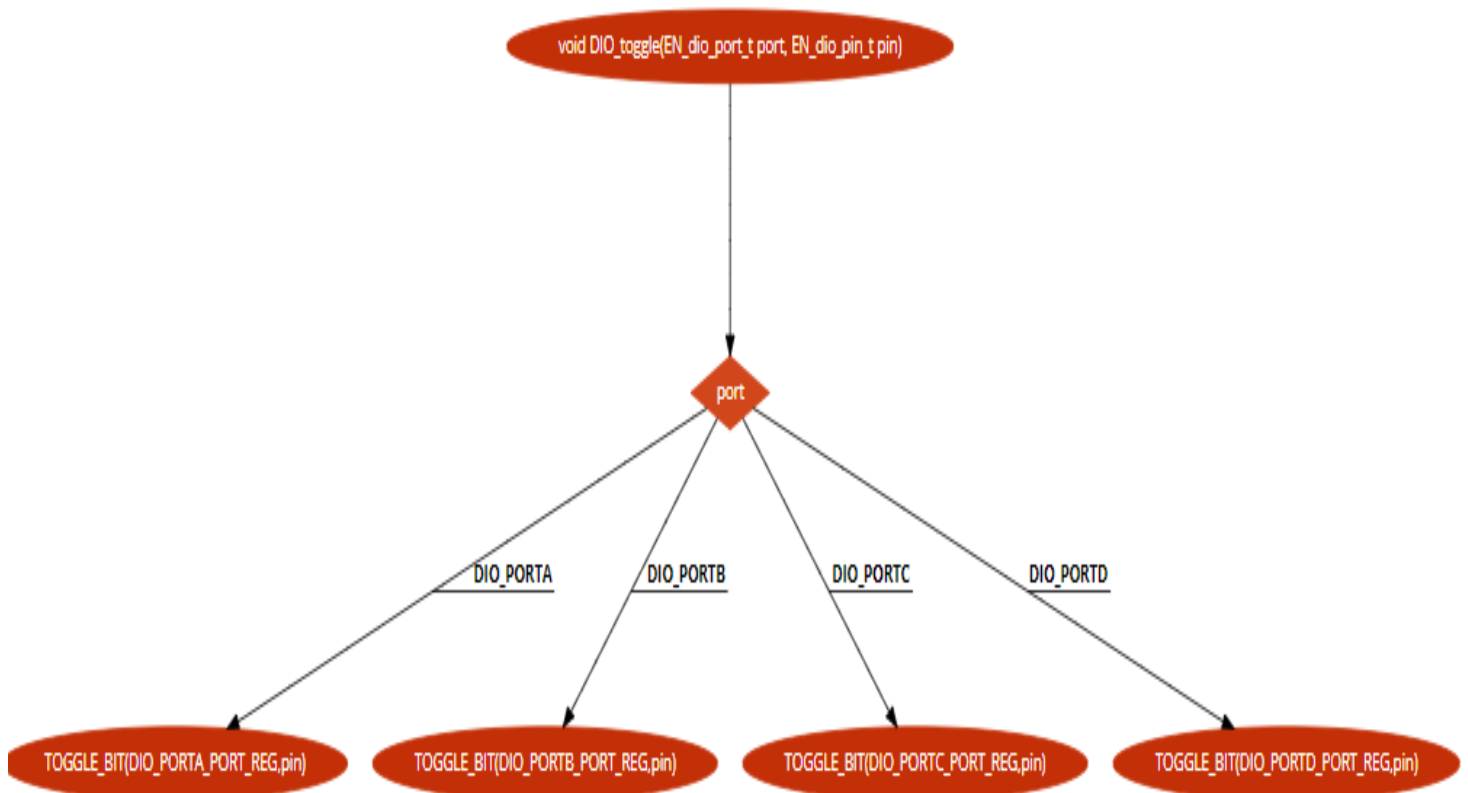 void DIO_toggle(EN_dio_port_t port, EN_dio_pin_t pin)
port
DIO_PORTA
DIO_PORTB
DIO_PORTC
DIO_PORTD
TOGGLE_BIT(DIO_PORTA_PORT_REG,pin)
TOGGLE_BIT(DIO_PORTB_PORT_REG,pin)
TOGGLE_BIT(DIO_PORTC_PORT_REG,pin)
TOGGLE_BIT(DIO_PORTD_PORT_REG,pin)